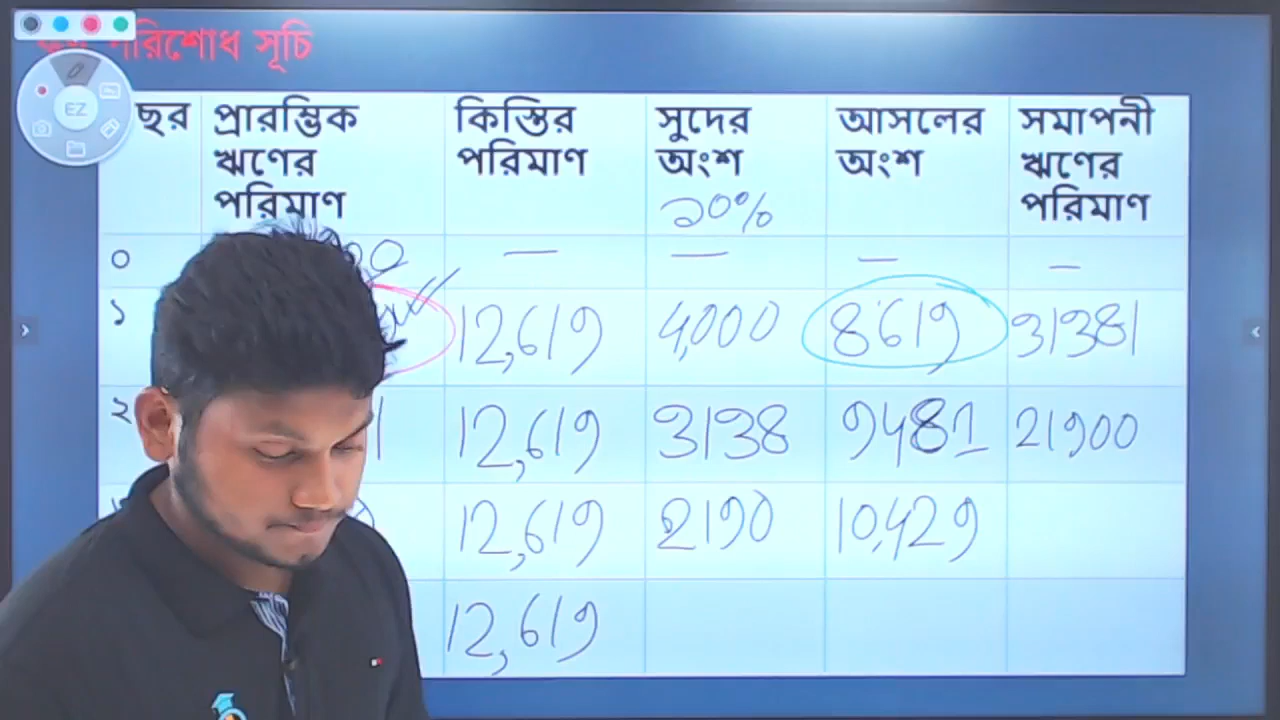 পরিশোধ সূচি
EZ
ছর প্রারম্ভিক ঋণের পরিমাণ কিস্তির পরিমাণ সুদের অংশ ১০% আসলের অংশ সমাপনী ঋণের পরিমাণ
০ — — — —
১ 12,619 4,000 8619 31381
২ 12,619 3138 9481 21900
12,619 2190 10,429
12,619